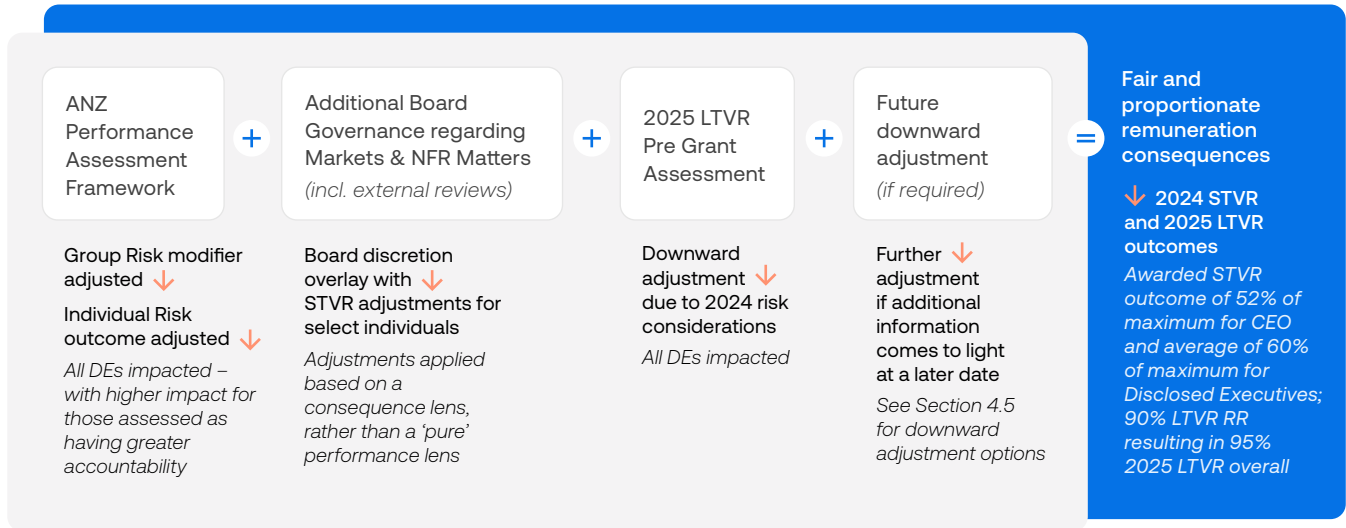 ANZ
Performance
Assessment
Framework
+
Additional Board
Governance regarding
Markets & NFR Matters
(incl. external reviews)
+
2025 LTVR
Pre Grant
Assessment
+
Future
downward
adjustment
(if required)
=
Fair and
proportionate
remuneration
consequences
Group Risk modifier
adjusted ↓
Individual Risk
outcome adjusted ↓
All DEs impacted –
with higher impact for
those assessed as
having greater
accountability
Board discretion
overlay with ↓
STVR adjustments for
select individuals
Adjustments applied
based on a
consequence lens,
rather than a ‘pure’
performance lens
Downward
adjustment ↓
due to 2024 risk
considerations
All DEs impacted
Further ↓
adjustment
if additional
information
comes to light
at a later date
See Section 4.5
for downward
adjustment options
↓ 2024 STVR
and 2025 LTVR
outcomes
Awarded STVR
outcome of 52% of
maximum for CEO
and average of 60%
of maximum for
Disclosed Executives;
90% LTVR RR
resulting in 95%
2025 LTVR overall